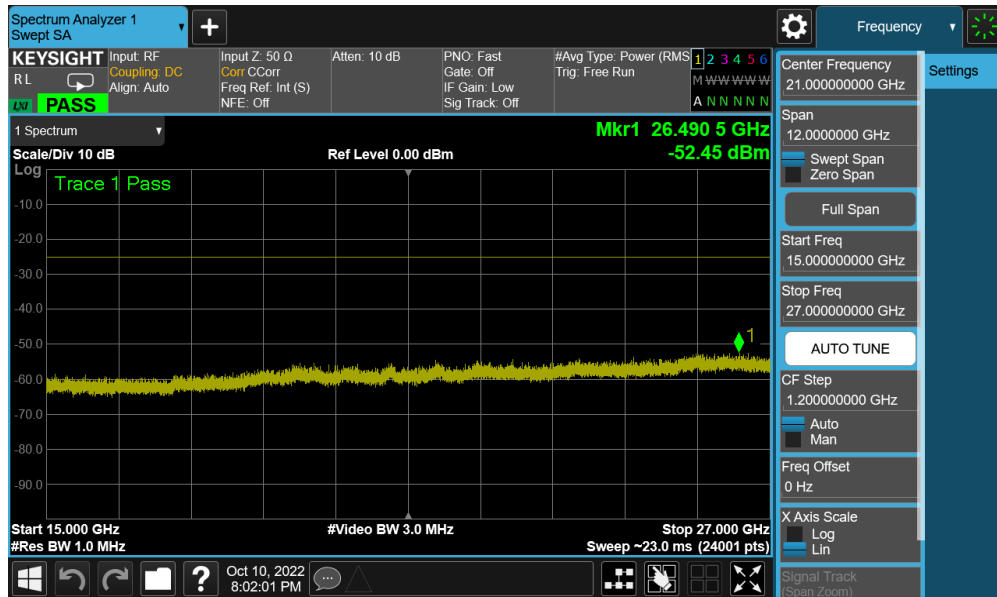 Spectrum Analyzer 1
Swept SA
Frequency
KEYSIGHT
R L
LXI PASS
Input: RF
Coupling: DC
Align: Auto
Input Z: 50 Ω
Corr CCorr
Freq Ref: Int (S)
NFE: Off
Atten: 10 dB
PNO: Fast
Gate: Off
IF Gain: Low
Sig Track: Off
#Avg Type: Power (RMS
Trig: Free Run
1 2 3 4 5 6
M W W W W W
A N N N N N
1 Spectrum
Scale/Div 10 dB
Ref Level 0.00 dBm
Mkr1 26.490 5 GHz
-52.45 dBm
Log
Trace 1 Pass
-10.0
-20.0
-30.0
-40.0
-50.0
-60.0
-70.0
-80.0
-90.0
1
Start 15.000 GHz
#Video BW 3.0 MHz
Stop 27.000 GHz
#Res BW 1.0 MHz
Sweep ~23.0 ms (24001 pts)
?
Oct 10, 2022
8:02:01 PM
Center Frequency
21.000000000 GHz
Settings
Span
12.0000000 GHz
Swept Span
Zero Span
Full Span
Start Freq
15.000000000 GHz
Stop Freq
27.000000000 GHz
AUTO TUNE
CF Step
1.200000000 GHz
Auto
Man
Freq Offset
0 Hz
X Axis Scale
Log
Lin
Signal Track
(Span Zoom)